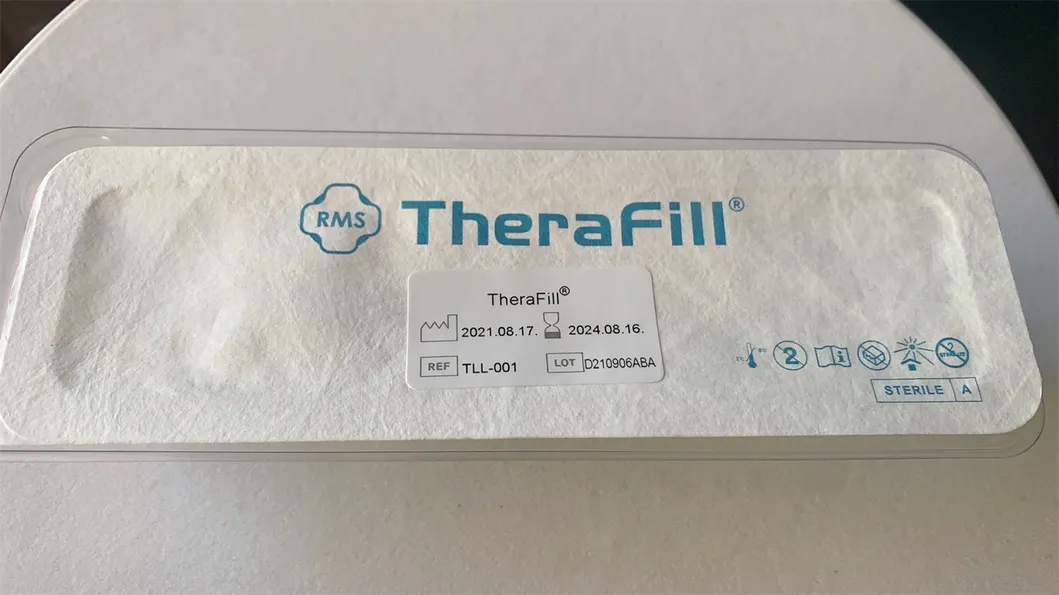 RMS TheraFill®
TheraFill®
2021.08.17. 2024.08.16.
REF TLL-001 LOT D210906ABA
2
STERILE A